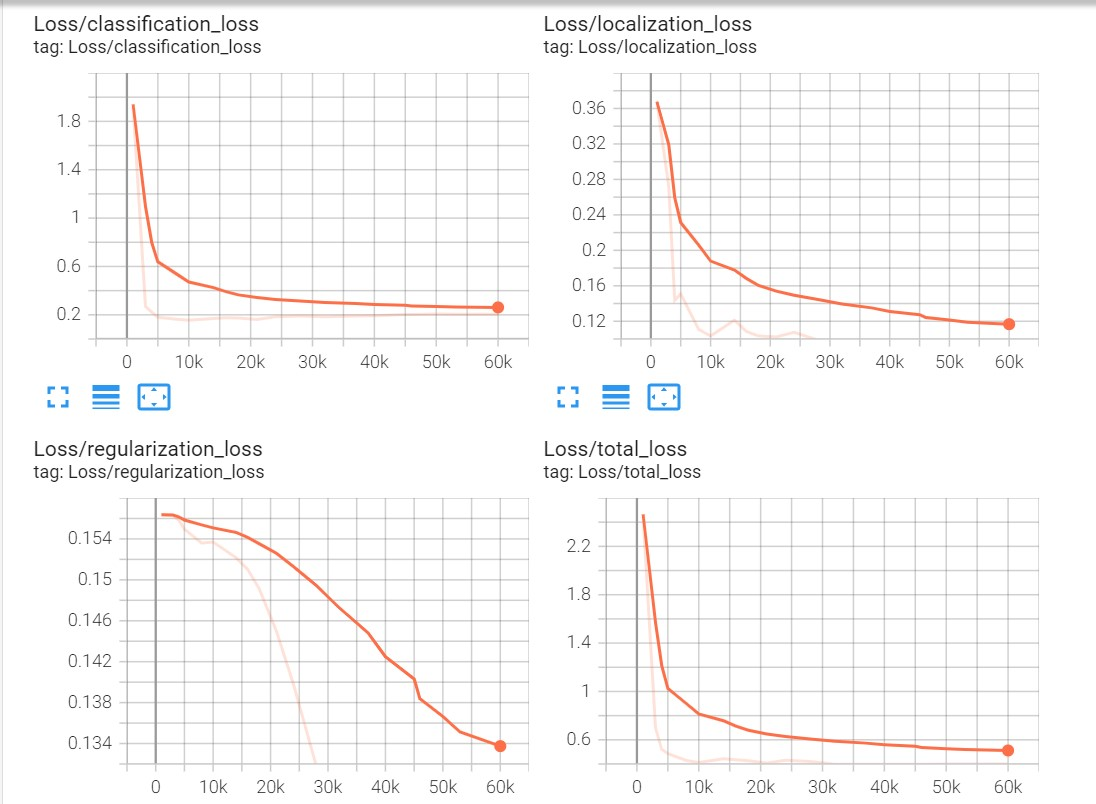 Loss/classification_loss
tag: Loss/classification_loss
1.8
1.4
1
0.6
0.2
0 10k 20k 30k 40k 50k 60k
Loss/localization_loss
tag: Loss/localization_loss
0.36
0.32
0.28
0.24
0.2
0.16
0.12
0 10k 20k 30k 40k 50k 60k
Loss/regularization_loss
tag: Loss/regularization_loss
0.154
0.15
0.146
0.142
0.138
0.134
0 10k 20k 30k 40k 50k 60k
Loss/total_loss
tag: Loss/total_loss
2.2
1.8
1.4
1
0.6
0 10k 20k 30k 40k 50k 60k